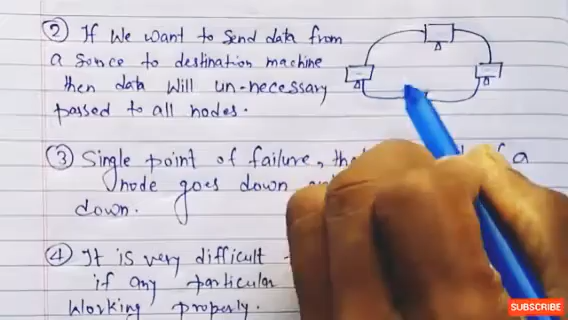 ② If We want to Send data from
a Sorce to destination machine
then data Will un-necessary
passed to all nodes.
③ Single point of failure, a
node goes down
down.
④ It is very difficult
if any particular
Working properly.
SUBSCRIBE